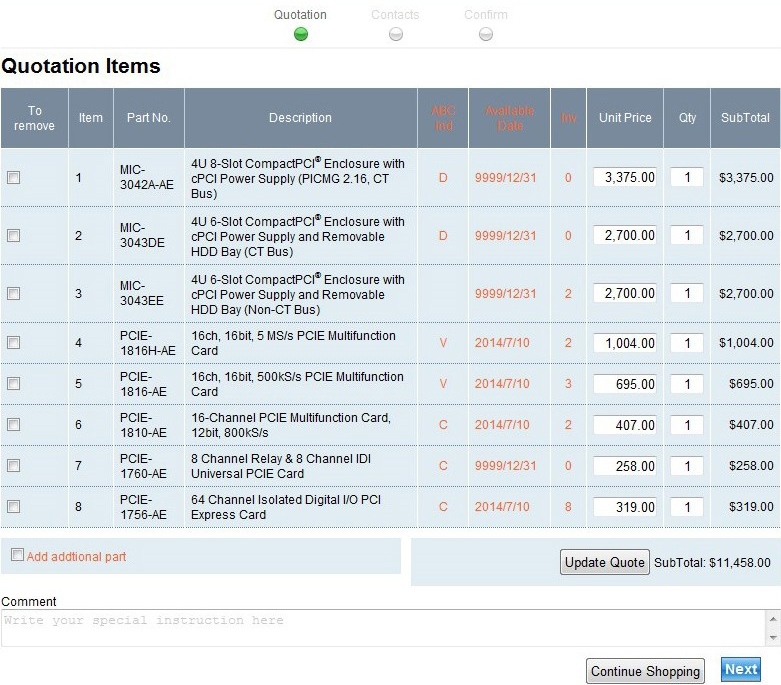 Quotation Contacts Confirm
Quotation Items
To remove Item Part No. Description ABC Ind Available Date Inv Unit Price Qty SubTotal
1 MIC-3042A-AE 4U 8-Slot CompactPCI® Enclosure with cPCI Power Supply (PICMG 2.16, CT Bus) D 9999/12/31 0 3,375.00 1 $3,375.00
2 MIC-3043DE 4U 6-Slot CompactPCI® Enclosure with cPCI Power Supply and Removable HDD Bay (CT Bus) D 9999/12/31 0 2,700.00 1 $2,700.00
3 MIC-3043EE 4U 6-Slot CompactPCI® Enclosure with cPCI Power Supply and Removable HDD Bay (Non-CT Bus) 9999/12/31 2 2,700.00 1 $2,700.00
4 PCIE-1816H-AE 16ch, 16bit, 5 MS/s PCIE Multifunction Card V 2014/7/10 2 1,004.00 1 $1,004.00
5 PCIE-1816-AE 16ch, 16bit, 500kS/s PCIE Multifunction Card V 2014/7/10 3 695.00 1 $695.00
6 PCIE-1810-AE 16-Channel PCIE Multifunction Card, 12bit, 800kS/s C 2014/7/10 2 407.00 1 $407.00
7 PCIE-1760-AE 8 Channel Relay & 8 Channel IDI Universal PCIE Card C 9999/12/31 0 258.00 1 $258.00
8 PCIE-1756-AE 64 Channel Isolated Digital I/O PCI Express Card C 2014/7/10 8 319.00 1 $319.00
Add addtional part
Update Quote SubTotal: $11,458.00
Comment
Write your special instruction here
Continue Shopping Next